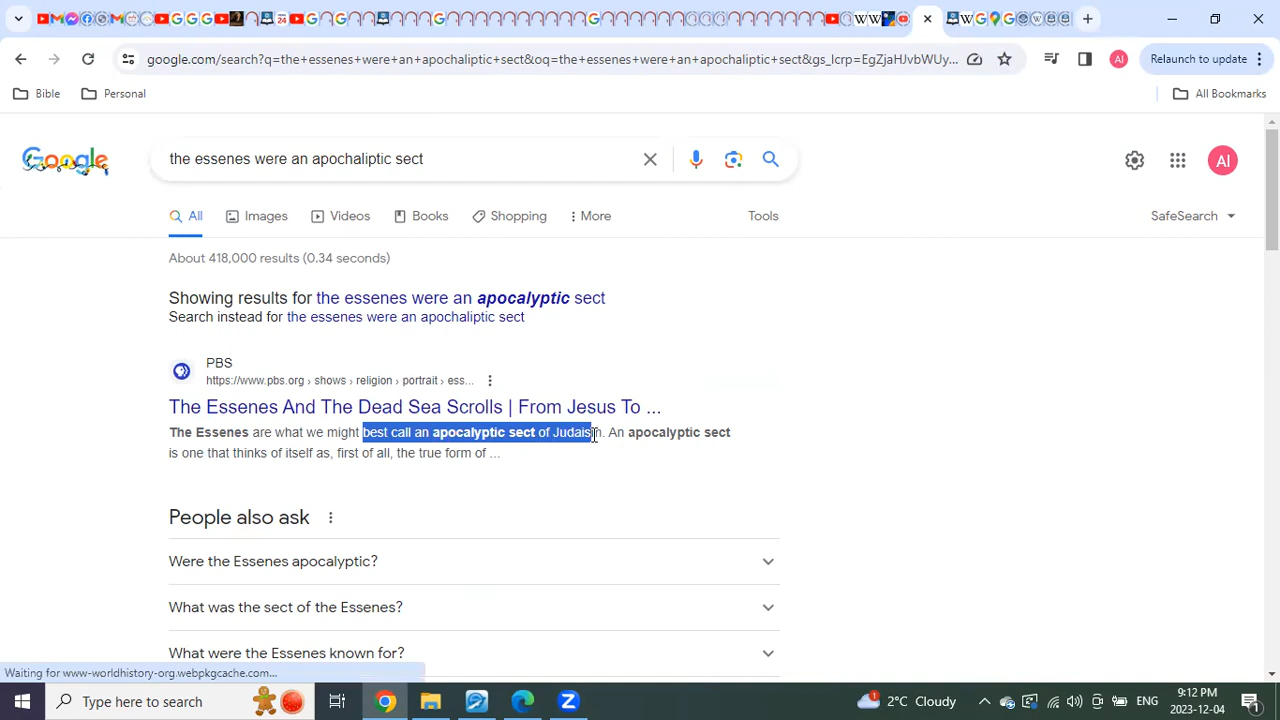 google.com/search?q=the+essenes+were+an+apochaliptic+sect&oq=the+essenes+were+an+apochaliptic+sect&gs_lcrp=EgZjaHJvbWUy...
Relaunch to update
AI
Bible
Personal
All Bookmarks
Google
the essenes were an apochaliptic sect
AI
All
Images
Videos
Books
Shopping
More
Tools
SafeSearch
About 418,000 results (0.34 seconds)
Showing results for the essenes were an apocalyptic sect
Search instead for the essenes were an apochaliptic sect
PBS
https://www.pbs.org › shows › religion › portrait › ess...
The Essenes And The Dead Sea Scrolls | From Jesus To ...
The Essenes are what we might best call an apocalyptic sect of Judaism. An apocalyptic sect
is one that thinks of itself as, first of all, the true form of ...
People also ask
Were the Essenes apocalyptic?
What was the sect of the Essenes?
What were the Essenes known for?
Waiting for www-worldhistory-org.webpkgcache.com...
Type here to search
1
2°C Cloudy
ENG
9:12 PM
2023-12-04
1